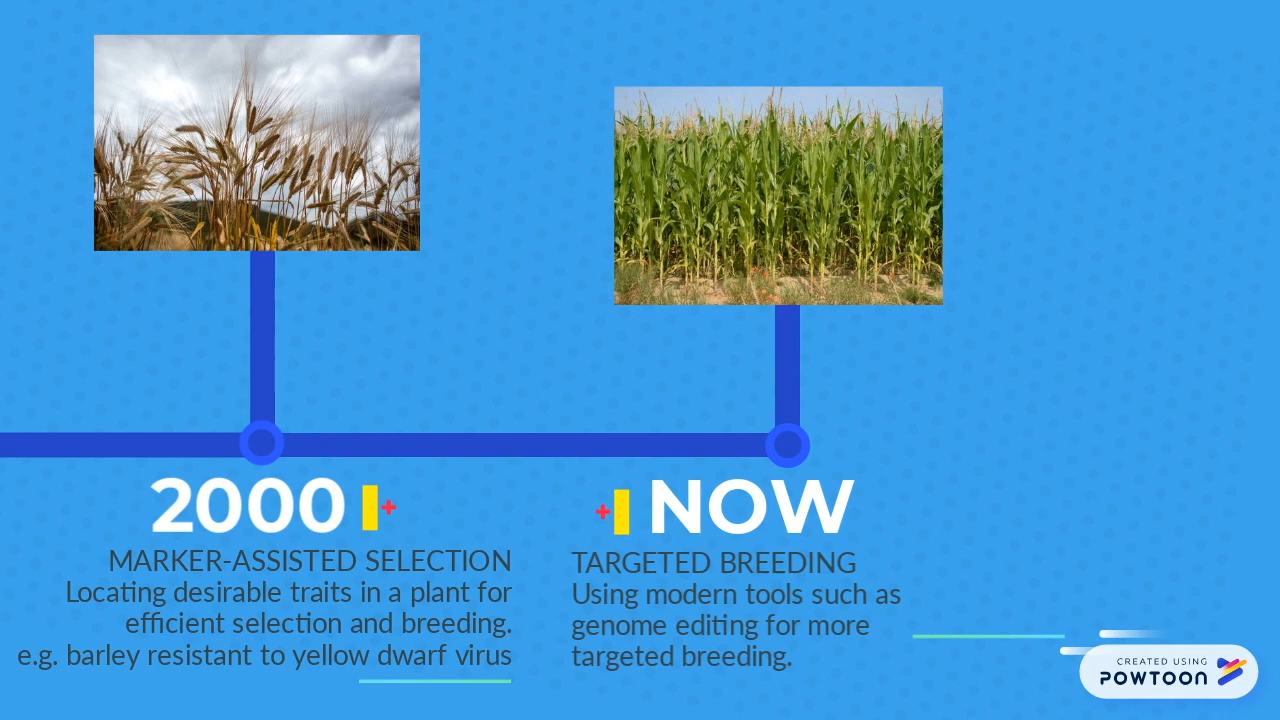 2000
MARKER-ASSISTED SELECTION
Locating desirable traits in a plant for
efficient selection and breeding.
e.g. barley resistant to yellow dwarf virus
NOW
TARGETED BREEDING
Using modern tools such as
genome editing for more
targeted breeding.
CREATED USING
POWTOON